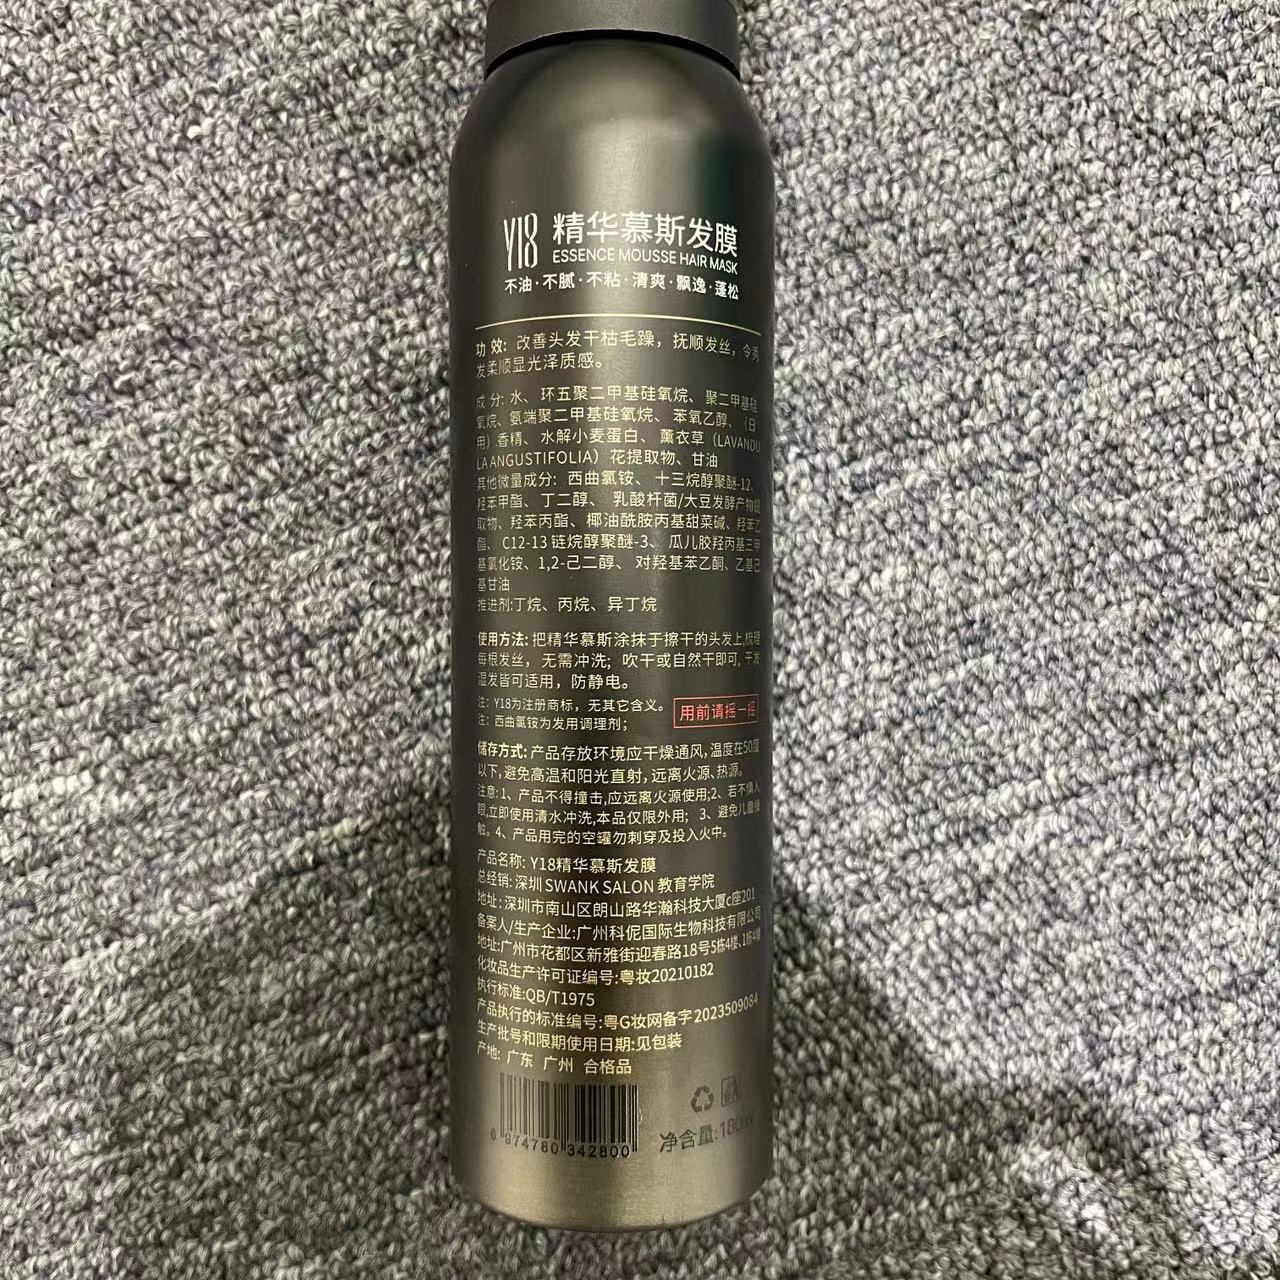 Y18 精华慕斯发膜
ESSENCE MOUSSE HAIR MASK
不油·不腻·不粘·清爽·飘逸·蓬松
功 效: 改善头发干枯毛躁，抚顺发丝，令秀
发柔顺显光泽质感。
成 分: 水、 环五聚二甲基硅氧烷、 聚二甲基硅
氧烷、氨端聚二甲基硅氧烷、 苯氧乙醇、（日
用）香精、 水解小麦蛋白、 薰衣草（LAVANDU
LA ANGUSTIFOLIA）花提取物、甘油
其他微量成分: 西曲氯铵、 十三烷醇聚醚-12、
羟苯甲酯、 丁二醇、 乳酸杆菌/大豆发酵产物提
取物、羟苯丙酯、 椰油酰胺丙基甜菜碱、羟苯乙
酯、 C12-13 链烷醇聚醚-3、 瓜儿胶羟丙基三甲
基氯化铵、1,2-己二醇、 对羟基苯乙酮、乙基己
基甘油
推进剂:丁烷、丙烷、异丁烷
使用方法: 把精华慕斯涂抹于擦干的头发上,梳理
每根发丝， 无需冲洗； 吹干或自然干即可, 干发
湿发皆可适用，防静电。
注：Y18为注册商标，无其它含义。
注：西曲氯铵为发用调理剂；
用前请摇一摇
储存方式: 产品存放环境应干燥通风, 温度在50度
以下, 避免高温和阳光直射, 远离火源、热源。
注意: 1、产品不得撞击,应远离火源使用;2、若不慎入
眼,立即使用清水冲洗,本品仅限外用; 3、避免儿童接
触。4、产品用完的空罐勿刺穿及投入火中。
产品名称: Y18精华慕斯发膜
总经销: 深圳 SWANK SALON 教育学院
地址: 深圳市南山区朗山路华瀚科技大厦c座201
备案人/生产企业:广州科伲国际生物科技有限公司
地址:广州市花都区新雅街迎春路18号5栋4楼、1栋4楼
化妆品生产许可证编号:粤妆20210182
执行标准:QB/T1975
产品执行的标准编号:粤G妆网备字2023509084
生产批号和限期使用日期:见包装
产地: 广东 广州 合格品
6 974780 342800
净含量:180